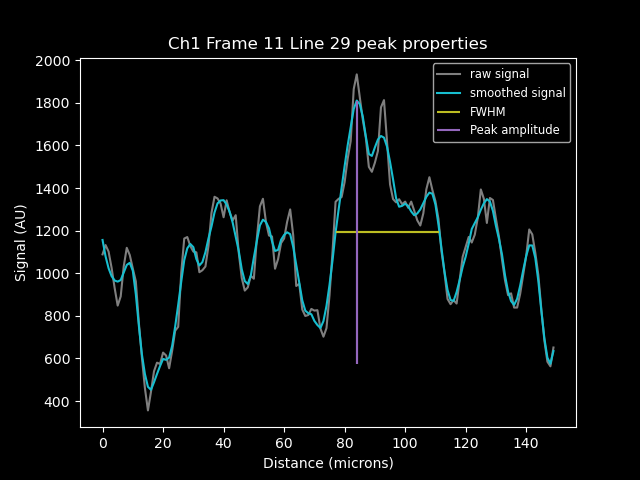 Ch1 Frame 11 Line 29 peak properties
raw signal
smoothed signal
FWHM
Peak amplitude
Signal (AU)
2000
1800
1600
1400
1200
1000
800
600
400
0 20 40 60 80 100 120 140
Distance (microns)